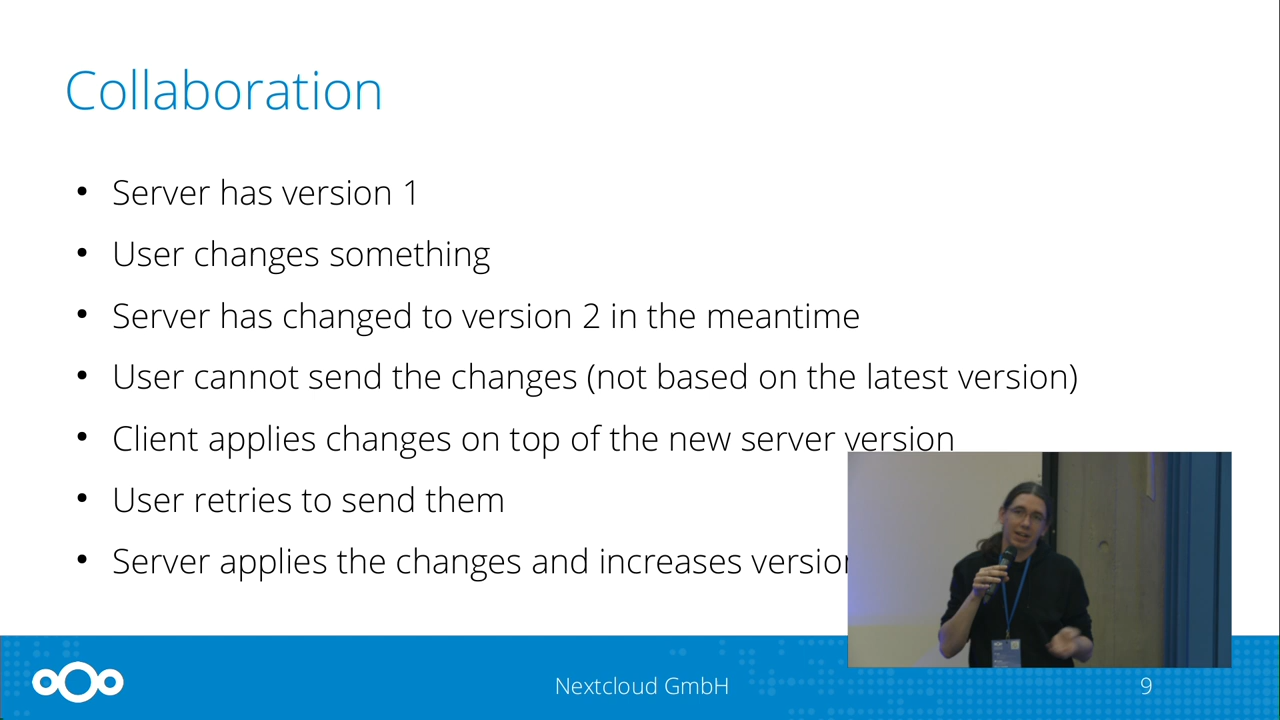 Collaboration
• Server has version 1
• User changes something
• Server has changed to version 2 in the meantime
• User cannot send the changes (not based on the latest version)
• Client applies changes on top of the new server version
• User retries to send them
• Server applies the changes and increases
Nextcloud GmbH
9